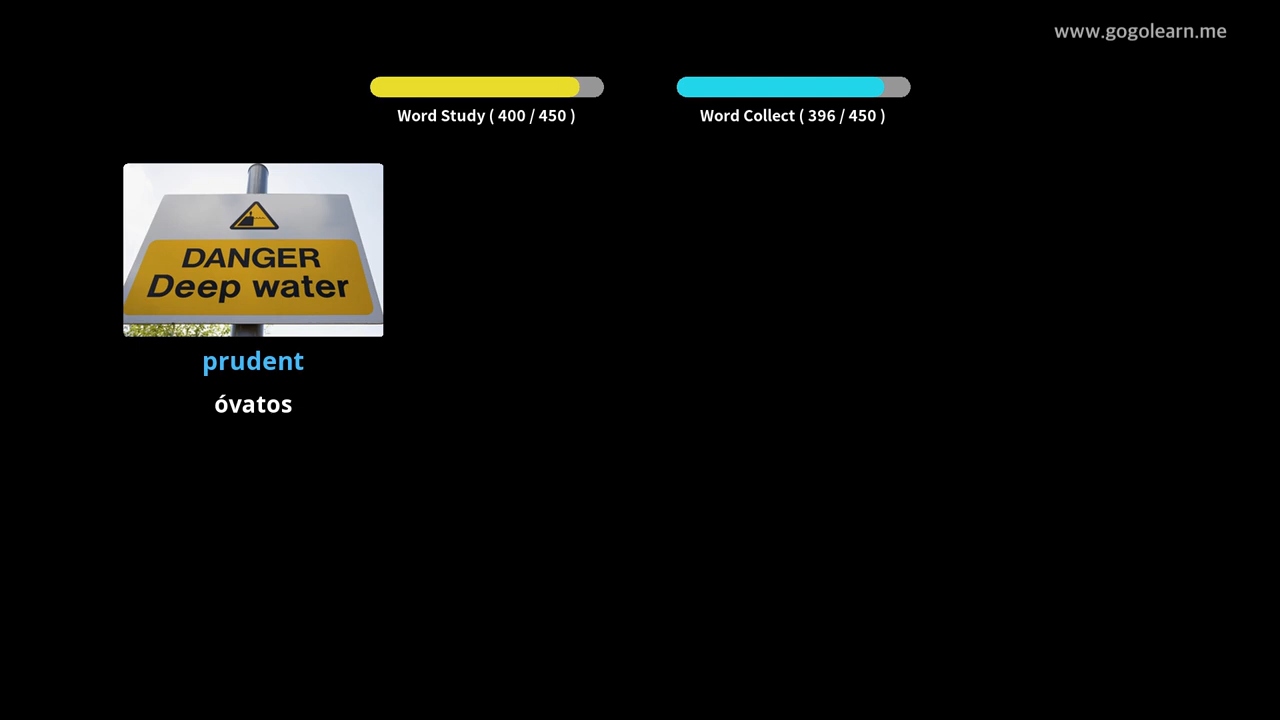 www.gogolearn.me
Word Study ( 400 / 450 )
Word Collect ( 396 / 450 )
DANGER
Deep water
prudent
óvatos